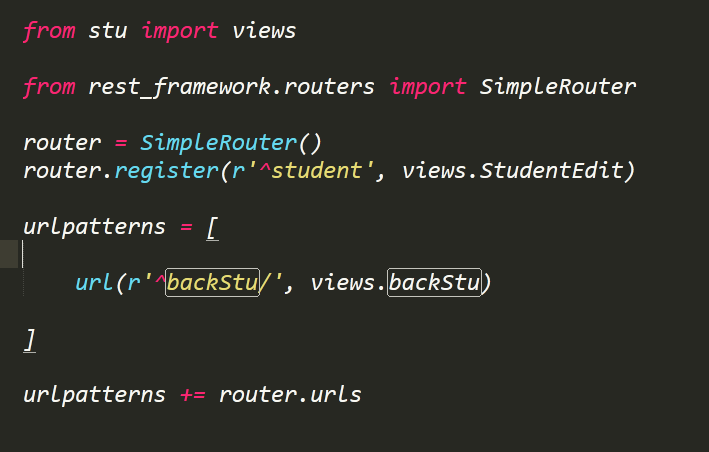 from stu import views
from rest_framework.routers import SimpleRouter
router = SimpleRouter()
router.register(r'^student', views.StudentEdit)
urlpatterns = [
url(r'^backStu/', views.backStu)
]
urlpatterns += router.urls